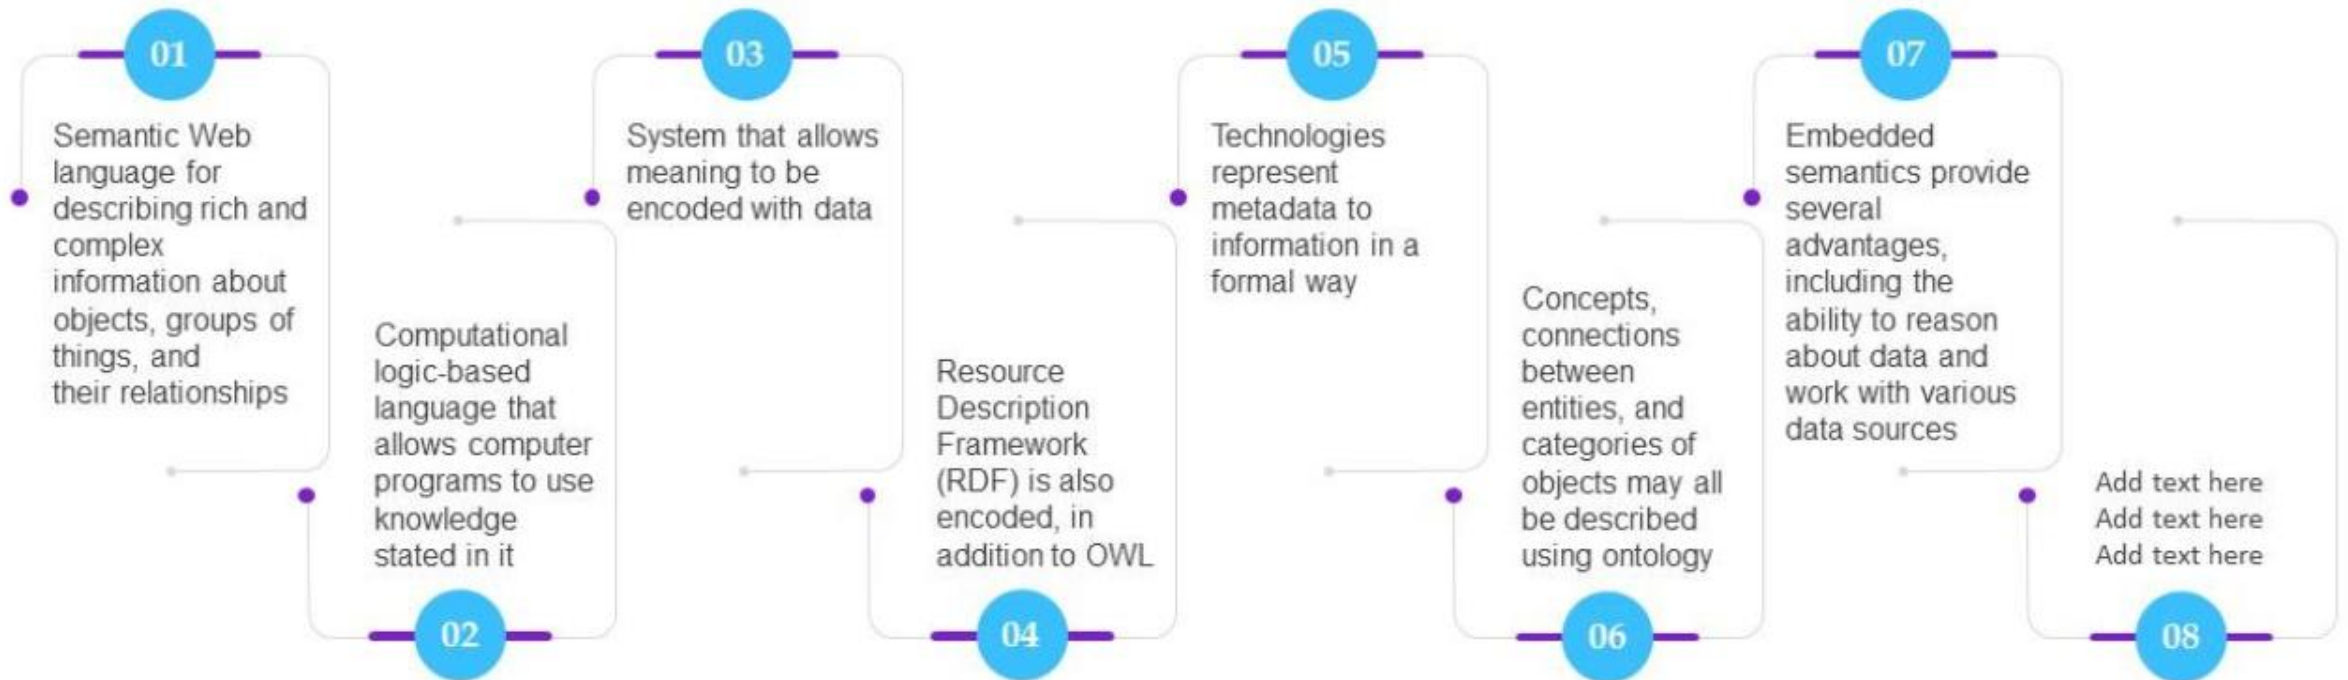 01
Semantic Web
language for
describing rich and
complex
information about
objects, groups of
things, and
their relationships
02
Computational
logic-based
language that
allows computer
programs to use
knowledge
stated in it
03
System that allows
meaning to be
encoded with data
04
Resource
Description
Framework
(RDF) is also
encoded, in
addition to OWL
05
Technologies
represent
metadata to
information in a
formal way
06
Concepts,
connections
between
entities, and
categories of
objects may all
be described
using ontology
07
Embedded
semantics provide
several
advantages,
including the
ability to reason
about data and
work with various
data sources
08
Add text here
Add text here
Add text here